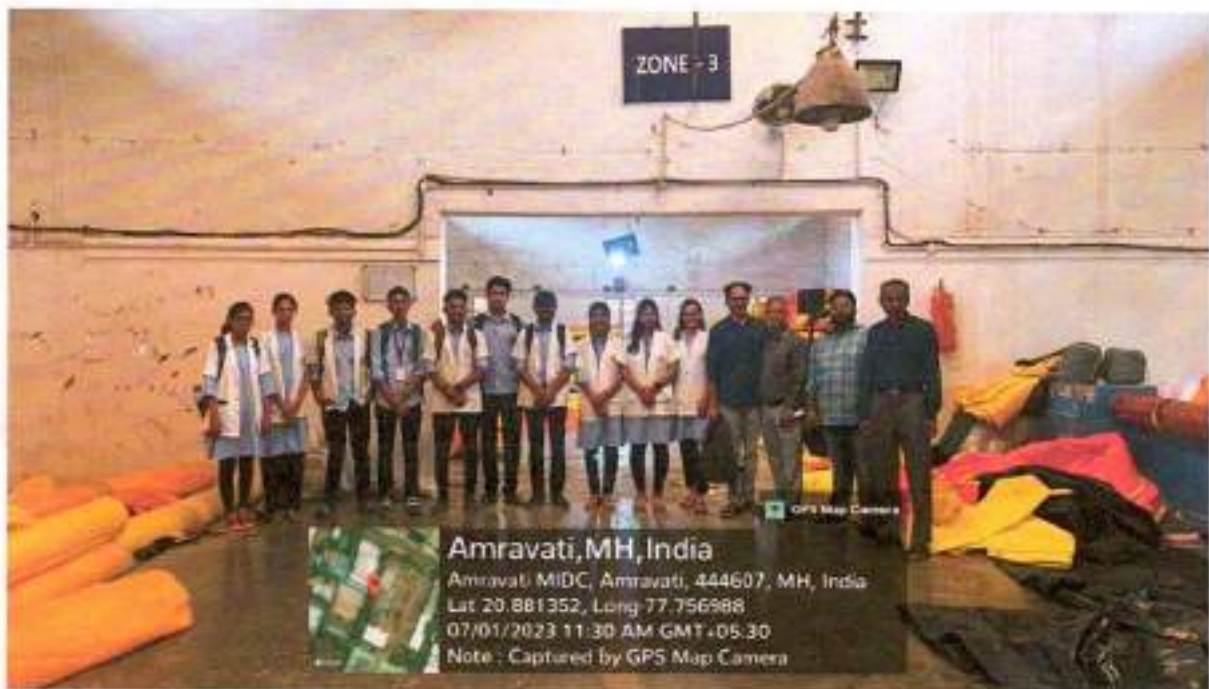 ZONE - 3
GPS Map Camera
Amravati,MH,India
Amravati MIDC, Amravati, 444607, MH, India
Lat 20.881352, Long 77.756988
07/01/2023 11:30 AM GMT+05:30
Note : Captured by GPS Map Camera